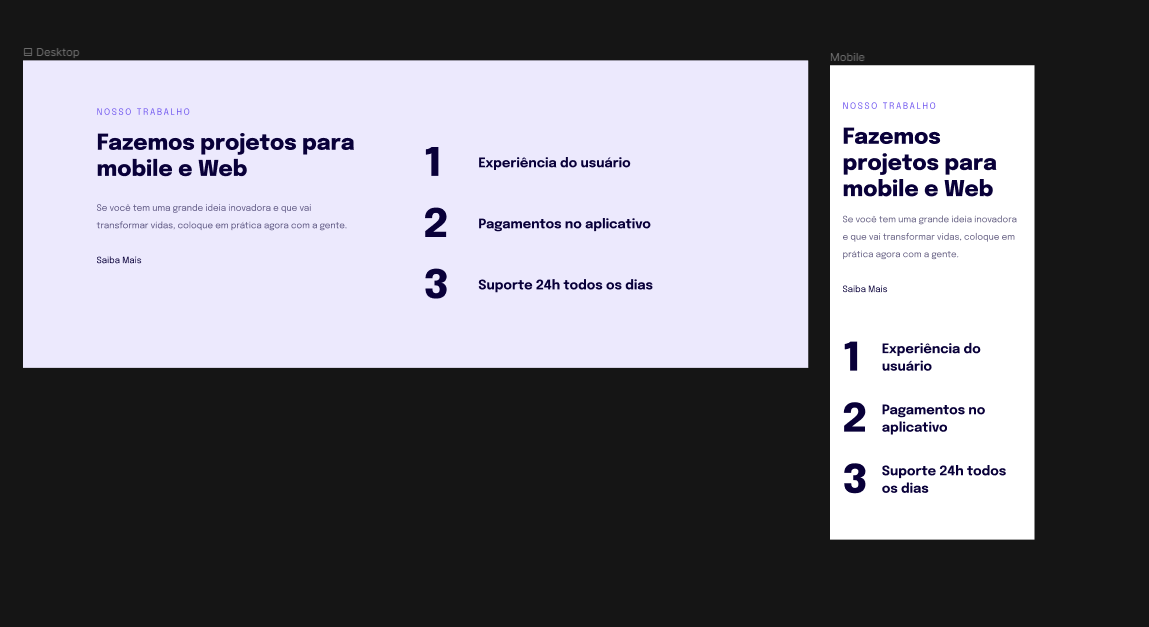 Desktop
NOSSO TRABALHO
Fazemos projetos para
mobile e Web
Se você tem uma grande ideia inovadora e que vai
transformar vidas, coloque em prática agora com a gente.
Saiba Mais
1 Experiência do usuário
2 Pagamentos no aplicativo
3 Suporte 24h todos os dias
Mobile
NOSSO TRABALHO
Fazemos
projetos para
mobile e Web
Se você tem uma grande ideia inovadora
e que vai transformar vidas, coloque em
prática agora com a gente.
Saiba Mais
1 Experiência do
usuário
2 Pagamentos no
aplicativo
3 Suporte 24h todos
os dias